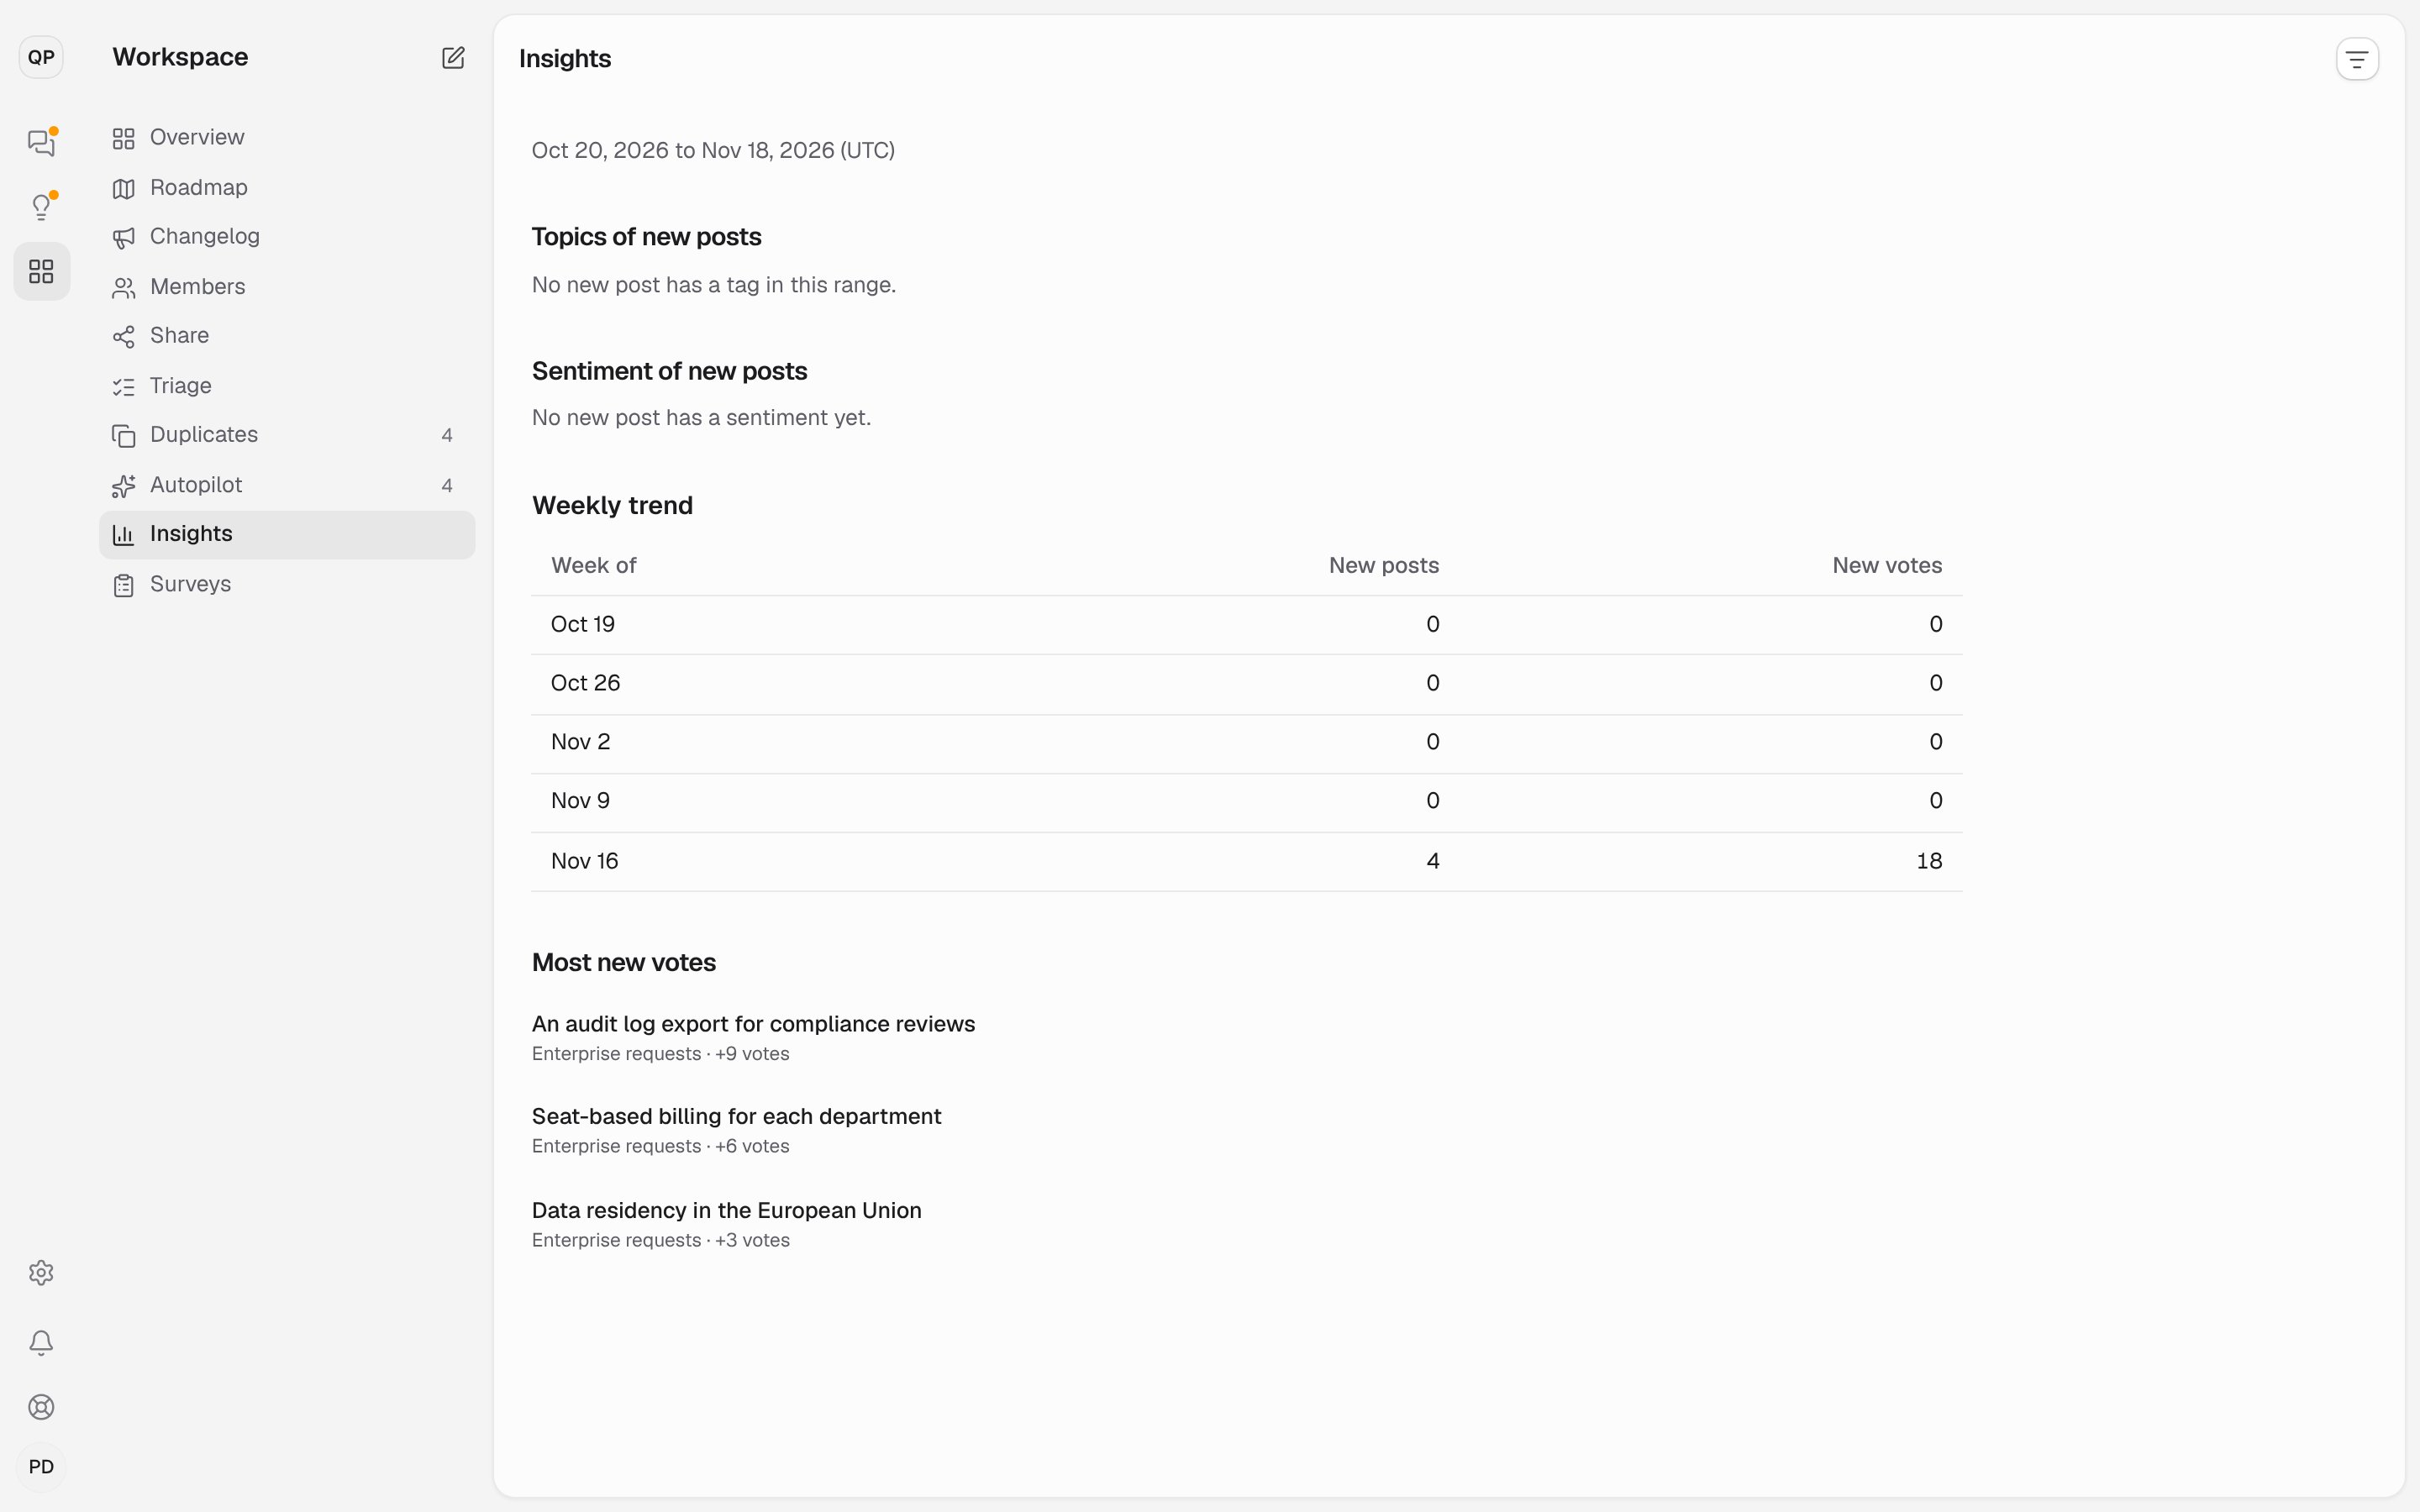 QP
Workspace
Overview
Roadmap
Changelog
Members
Share
Triage
Duplicates 4
Autopilot 4
Insights
Surveys
PD
Insights
Oct 20, 2026 to Nov 18, 2026 (UTC)
Topics of new posts
No new post has a tag in this range.
Sentiment of new posts
No new post has a sentiment yet.
Weekly trend
Week of New posts New votes
Oct 19 0 0
Oct 26 0 0
Nov 2 0 0
Nov 9 0 0
Nov 16 4 18
Most new votes
An audit log export for compliance reviews
Enterprise requests · +9 votes
Seat-based billing for each department
Enterprise requests · +6 votes
Data residency in the European Union
Enterprise requests · +3 votes